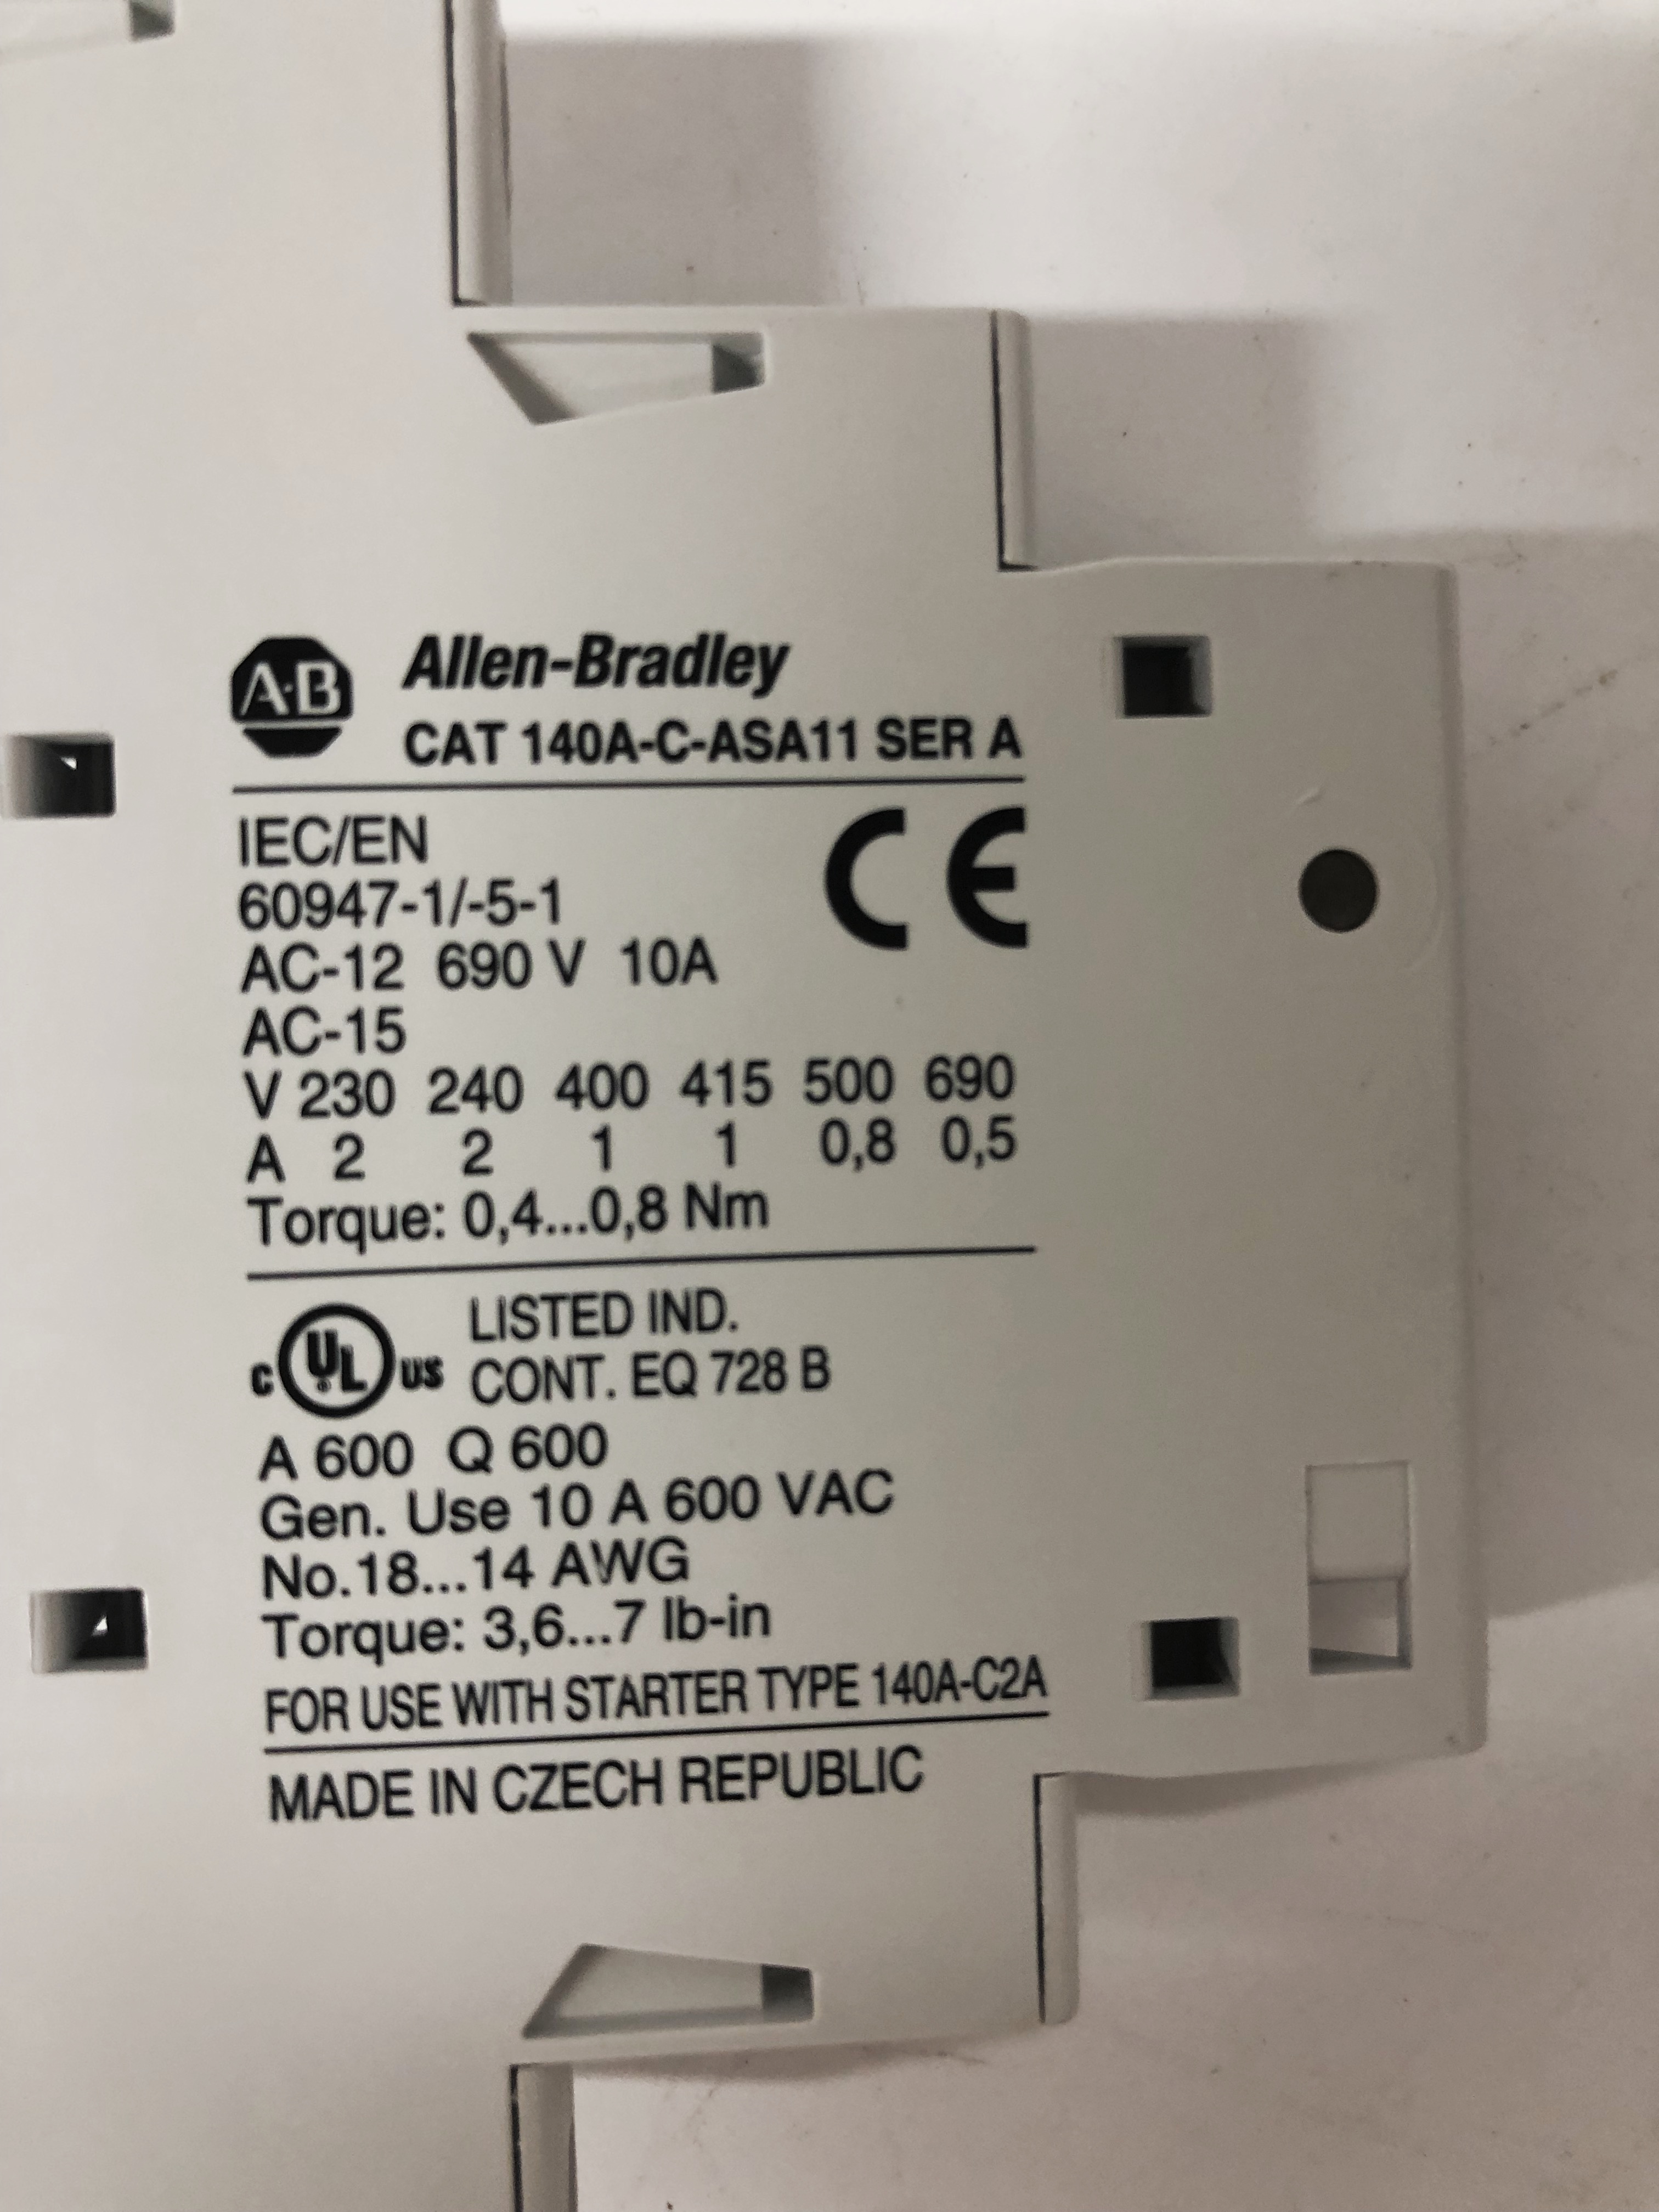 A-B Allen-Bradley
CAT 140A-C-ASA11 SER A
IEC/EN
60947-1/-5-1
CE
AC-12 690 V 10A
AC-15
V 230 240 400 415 500 690
A 2 2 1 1 0,8 0,5
Torque: 0,4...0,8 Nm
C UL US LISTED IND.
CONT. EQ 728 B
A 600 Q 600
Gen. Use 10 A 600 VAC
No.18...14 AWG
Torque: 3,6...7 lb-in
FOR USE WITH STARTER TYPE 140A-C2A
MADE IN CZECH REPUBLIC